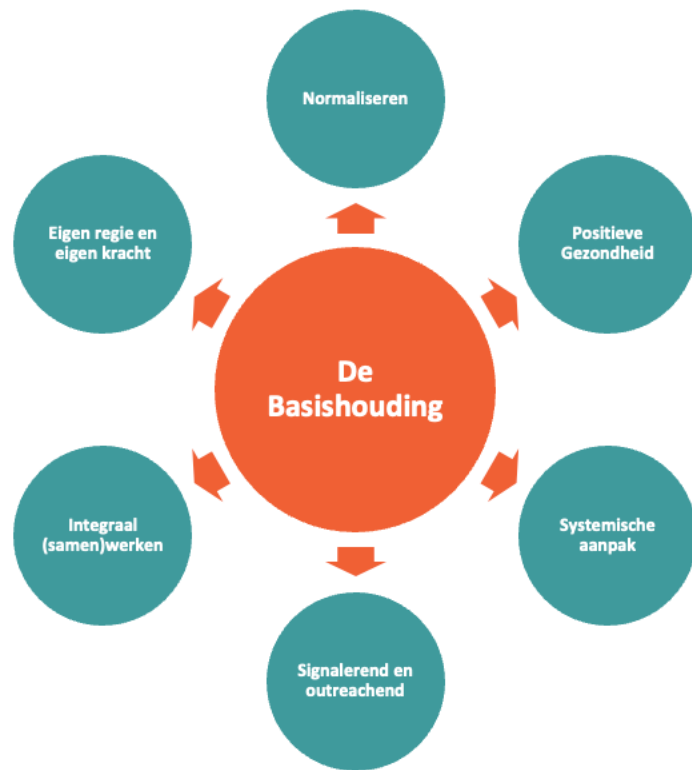 Normaliseren
Eigen regie en
eigen kracht
Positieve
Gezondheid
De
Basishouding
Integraal
(samen)werken
Systemische
aanpak
Signalerend en
outreachend